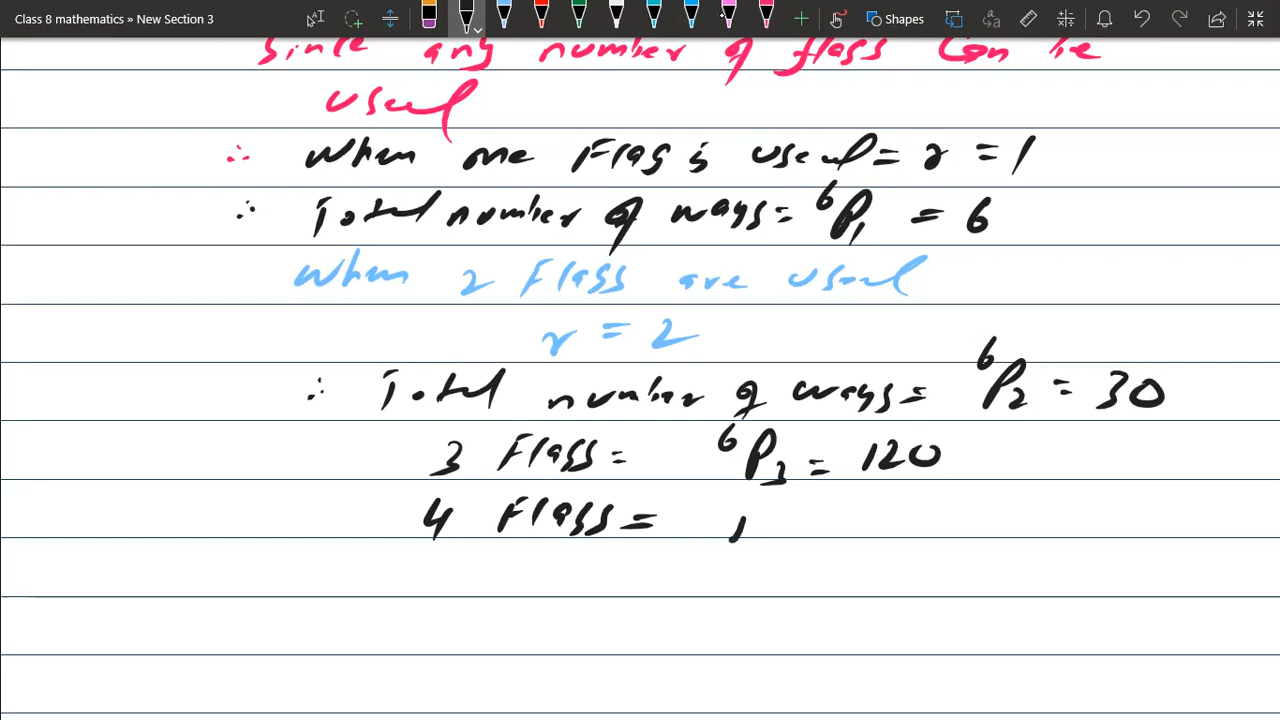 Class 8 mathematics » New Section 3
Shapes
Since any number of flags can be
used
∴ When one Flag is used = r = 1
∴ Total number of ways = ⁶P₁ = 6
When 2 Flags are used
r = 2
∴ Total number of ways = ⁶P₂ = 30
3 Flags = ⁶P₃ = 120
4 Flags =